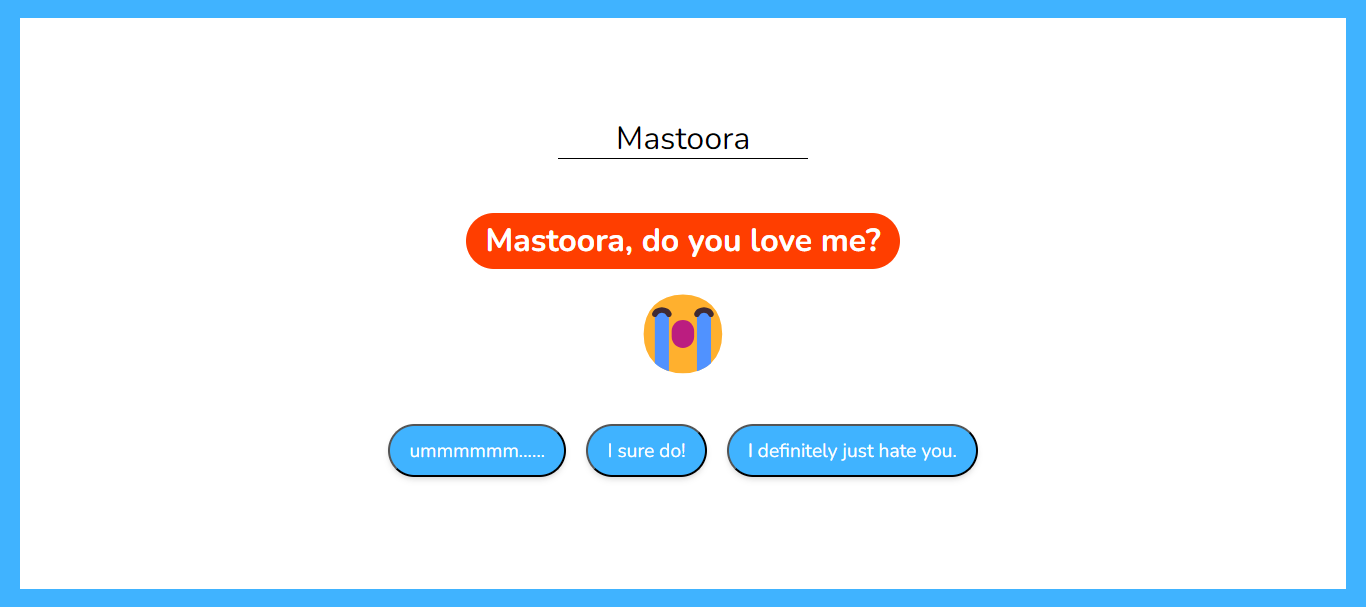 Mastoora
Mastoora, do you love me?
ummmmmm......
I sure do!
I definitely just hate you.